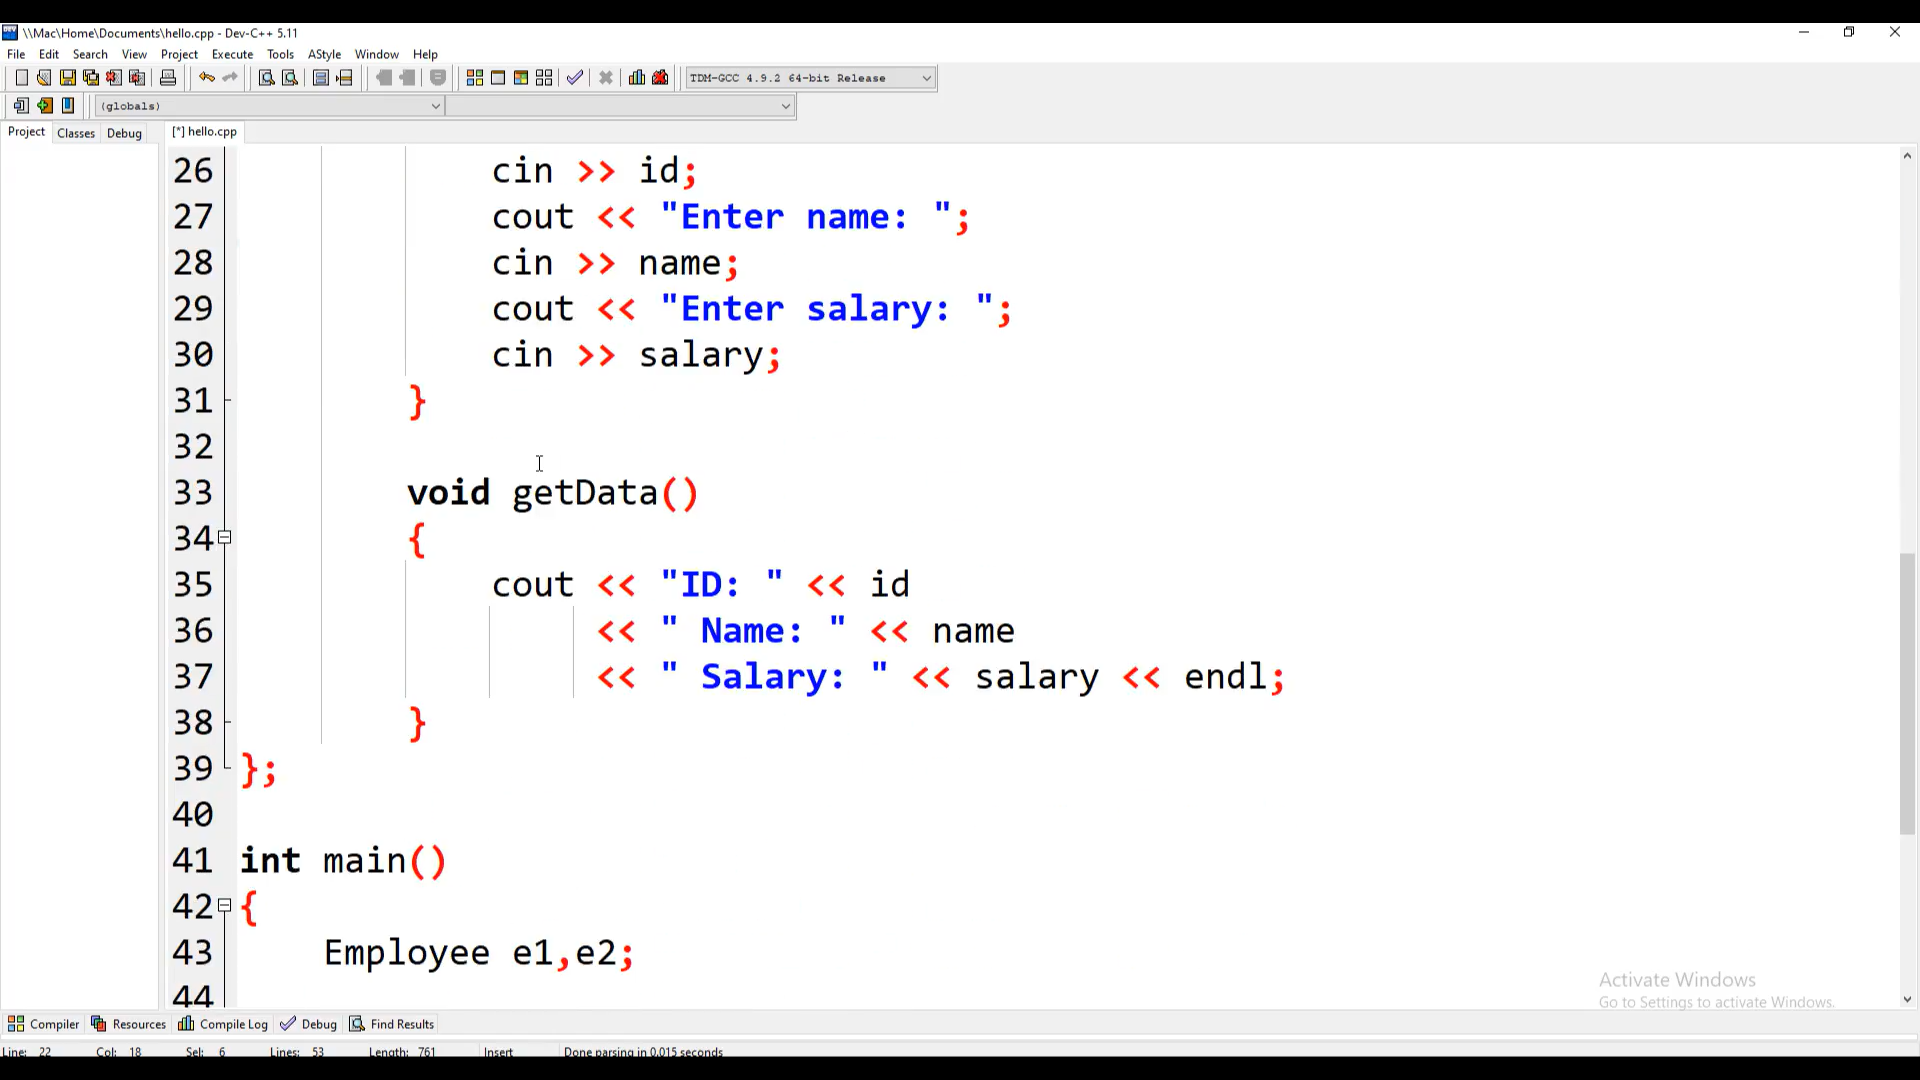 \\Mac\Home\Documents\hello.cpp - Dev-C++ 5.11
File Edit Search View Project Execute Tools AStyle Window Help
TDM-GCC 4.9.2 64-bit Release
(globals)
Project Classes Debug [*] hello.cpp
26 cin >> id;
27 cout << "Enter name: ";
28 cin >> name;
29 cout << "Enter salary: ";
30 cin >> salary;
31 }
32
33 void getData()
34 {
35 cout << "ID: " << id
36 << " Name: " << name
37 << " Salary: " << salary << endl;
38 }
39 };
40
41 int main()
42 {
43 Employee e1,e2;
44
Activate Windows
Go to Settings to activate Windows.
Compiler Resources Compile Log Debug Find Results
Line: 22 Col: 18 Sel: 6 Lines: 53 Length: 761 Insert Done parsing in 0.015 seconds